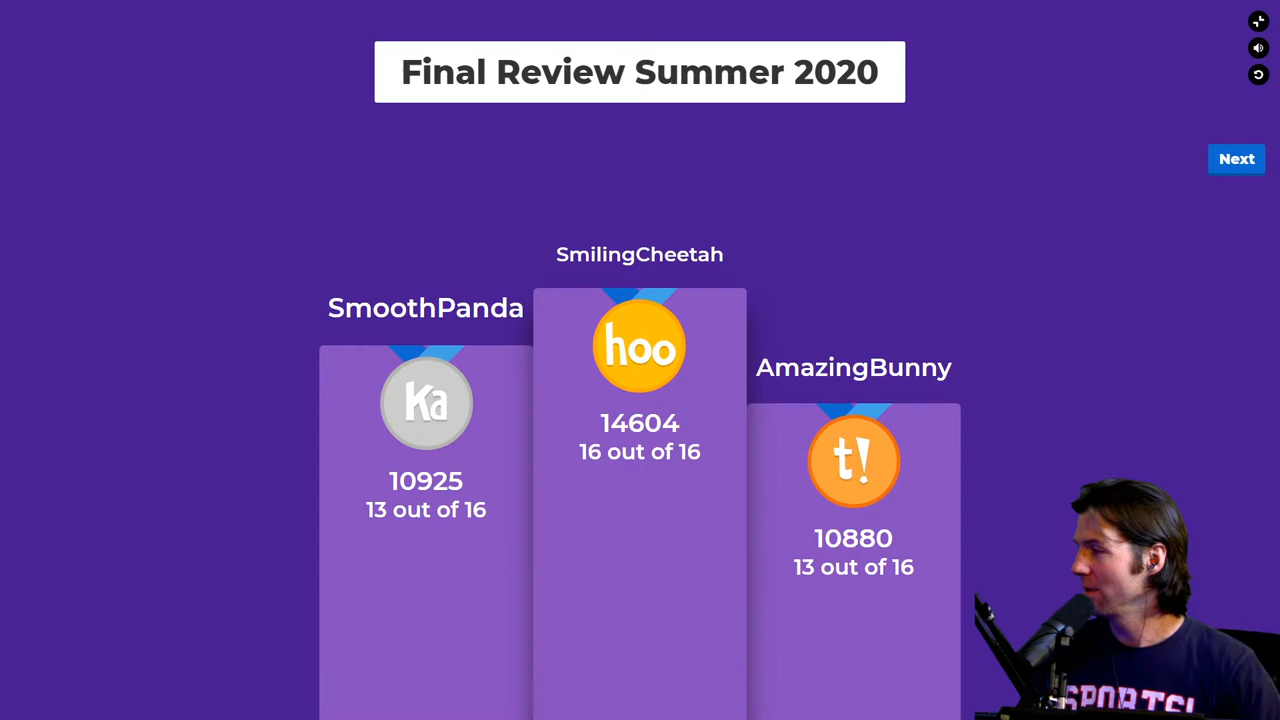 Final Review Summer 2020
Next
SmilingCheetah
SmoothPanda
AmazingBunny
hoo
14604
16 out of 16
Ka
10925
13 out of 16
t!
10880
13 out of 16
SPORTS!